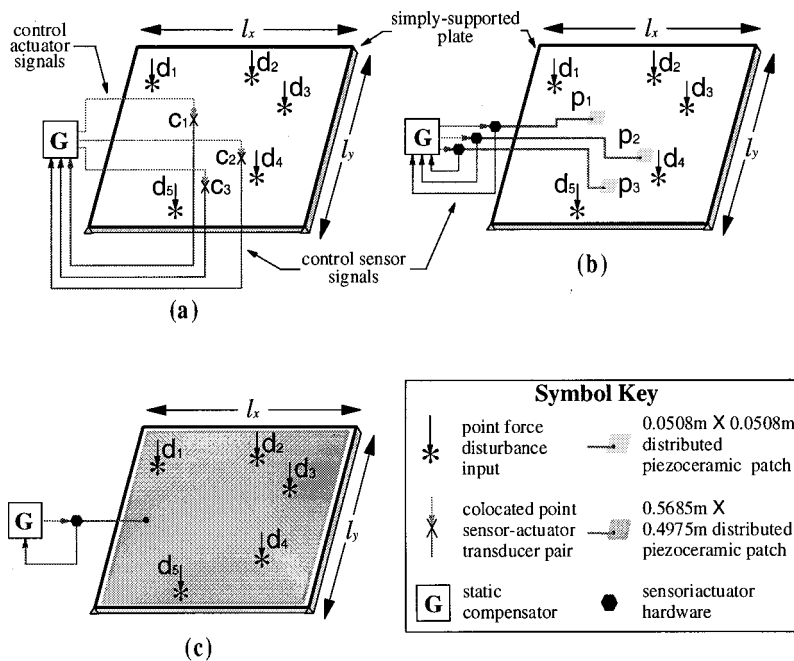 lx
control
actuator
signals
d1
d2
d3
c1
G
c2
d4
c3
d5
ly
(a)
simply-supported
plate
control sensor
signals
lx
d1
d2
d3
p1
G
p2
d4
p3
d5
ly
(b)
lx
d1
d2
d3
G
d4
d5
ly
(c)
Symbol Key
point force
disturbance
input
0.0508m X 0.0508m
distributed
piezoceramic patch
colocated point
sensor-actuator
transducer pair
0.5685m X
0.4975m distributed
piezoceramic patch
G
static
compensator
sensoriactuator
hardware